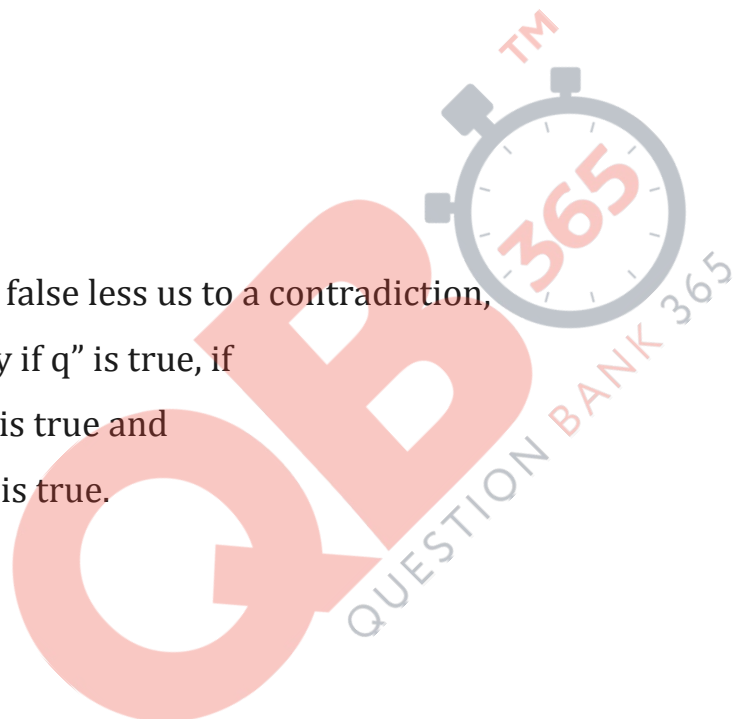 false less us to a contradiction,
y if q” is true, if
is true and
is true.
QB
365
TM
QUESTION BANK 365